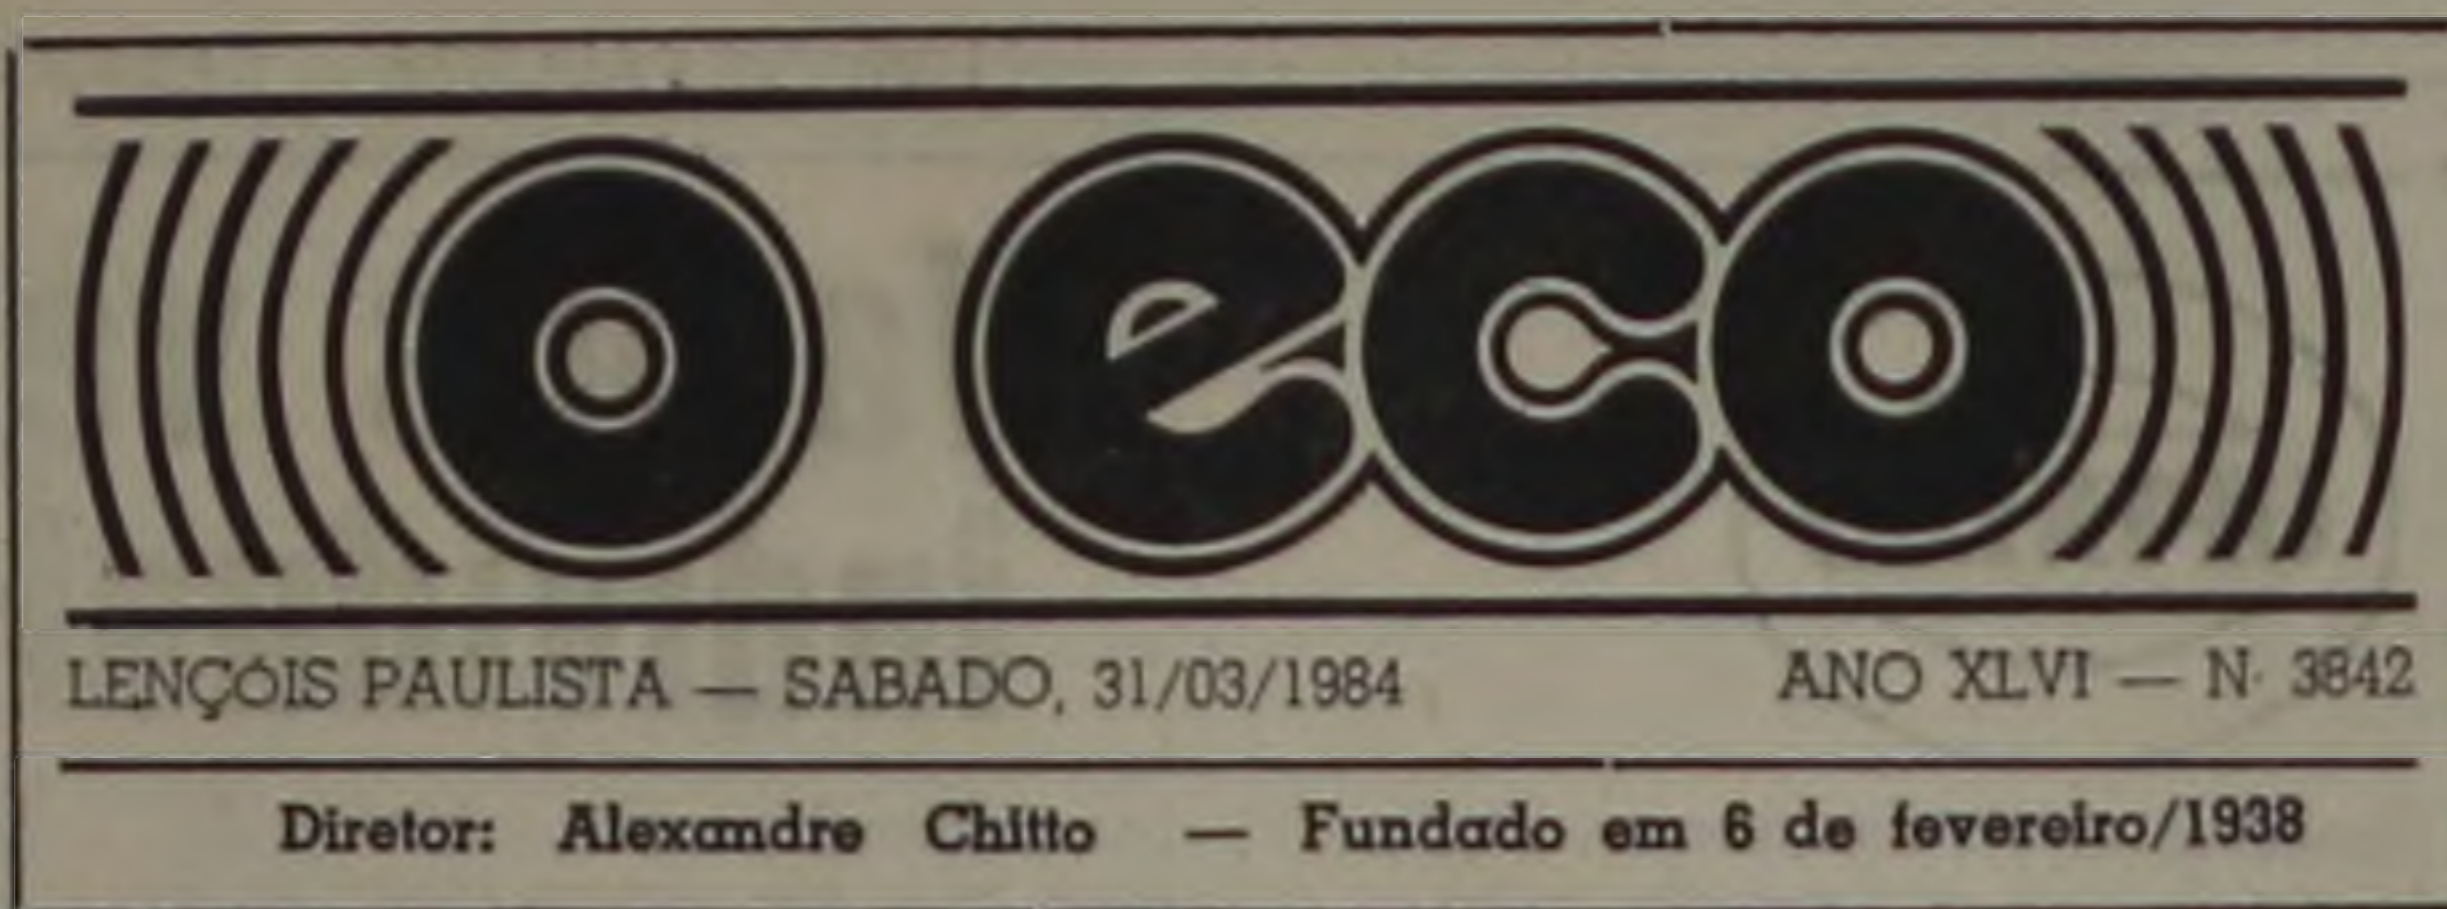 o eco
LENÇÓIS PAULISTA — SABADO, 31/03/1984 ANO XLVI — N· 3842
Diretor: Alexandre Chitto — Fundado em 6 de fevereiro/1938